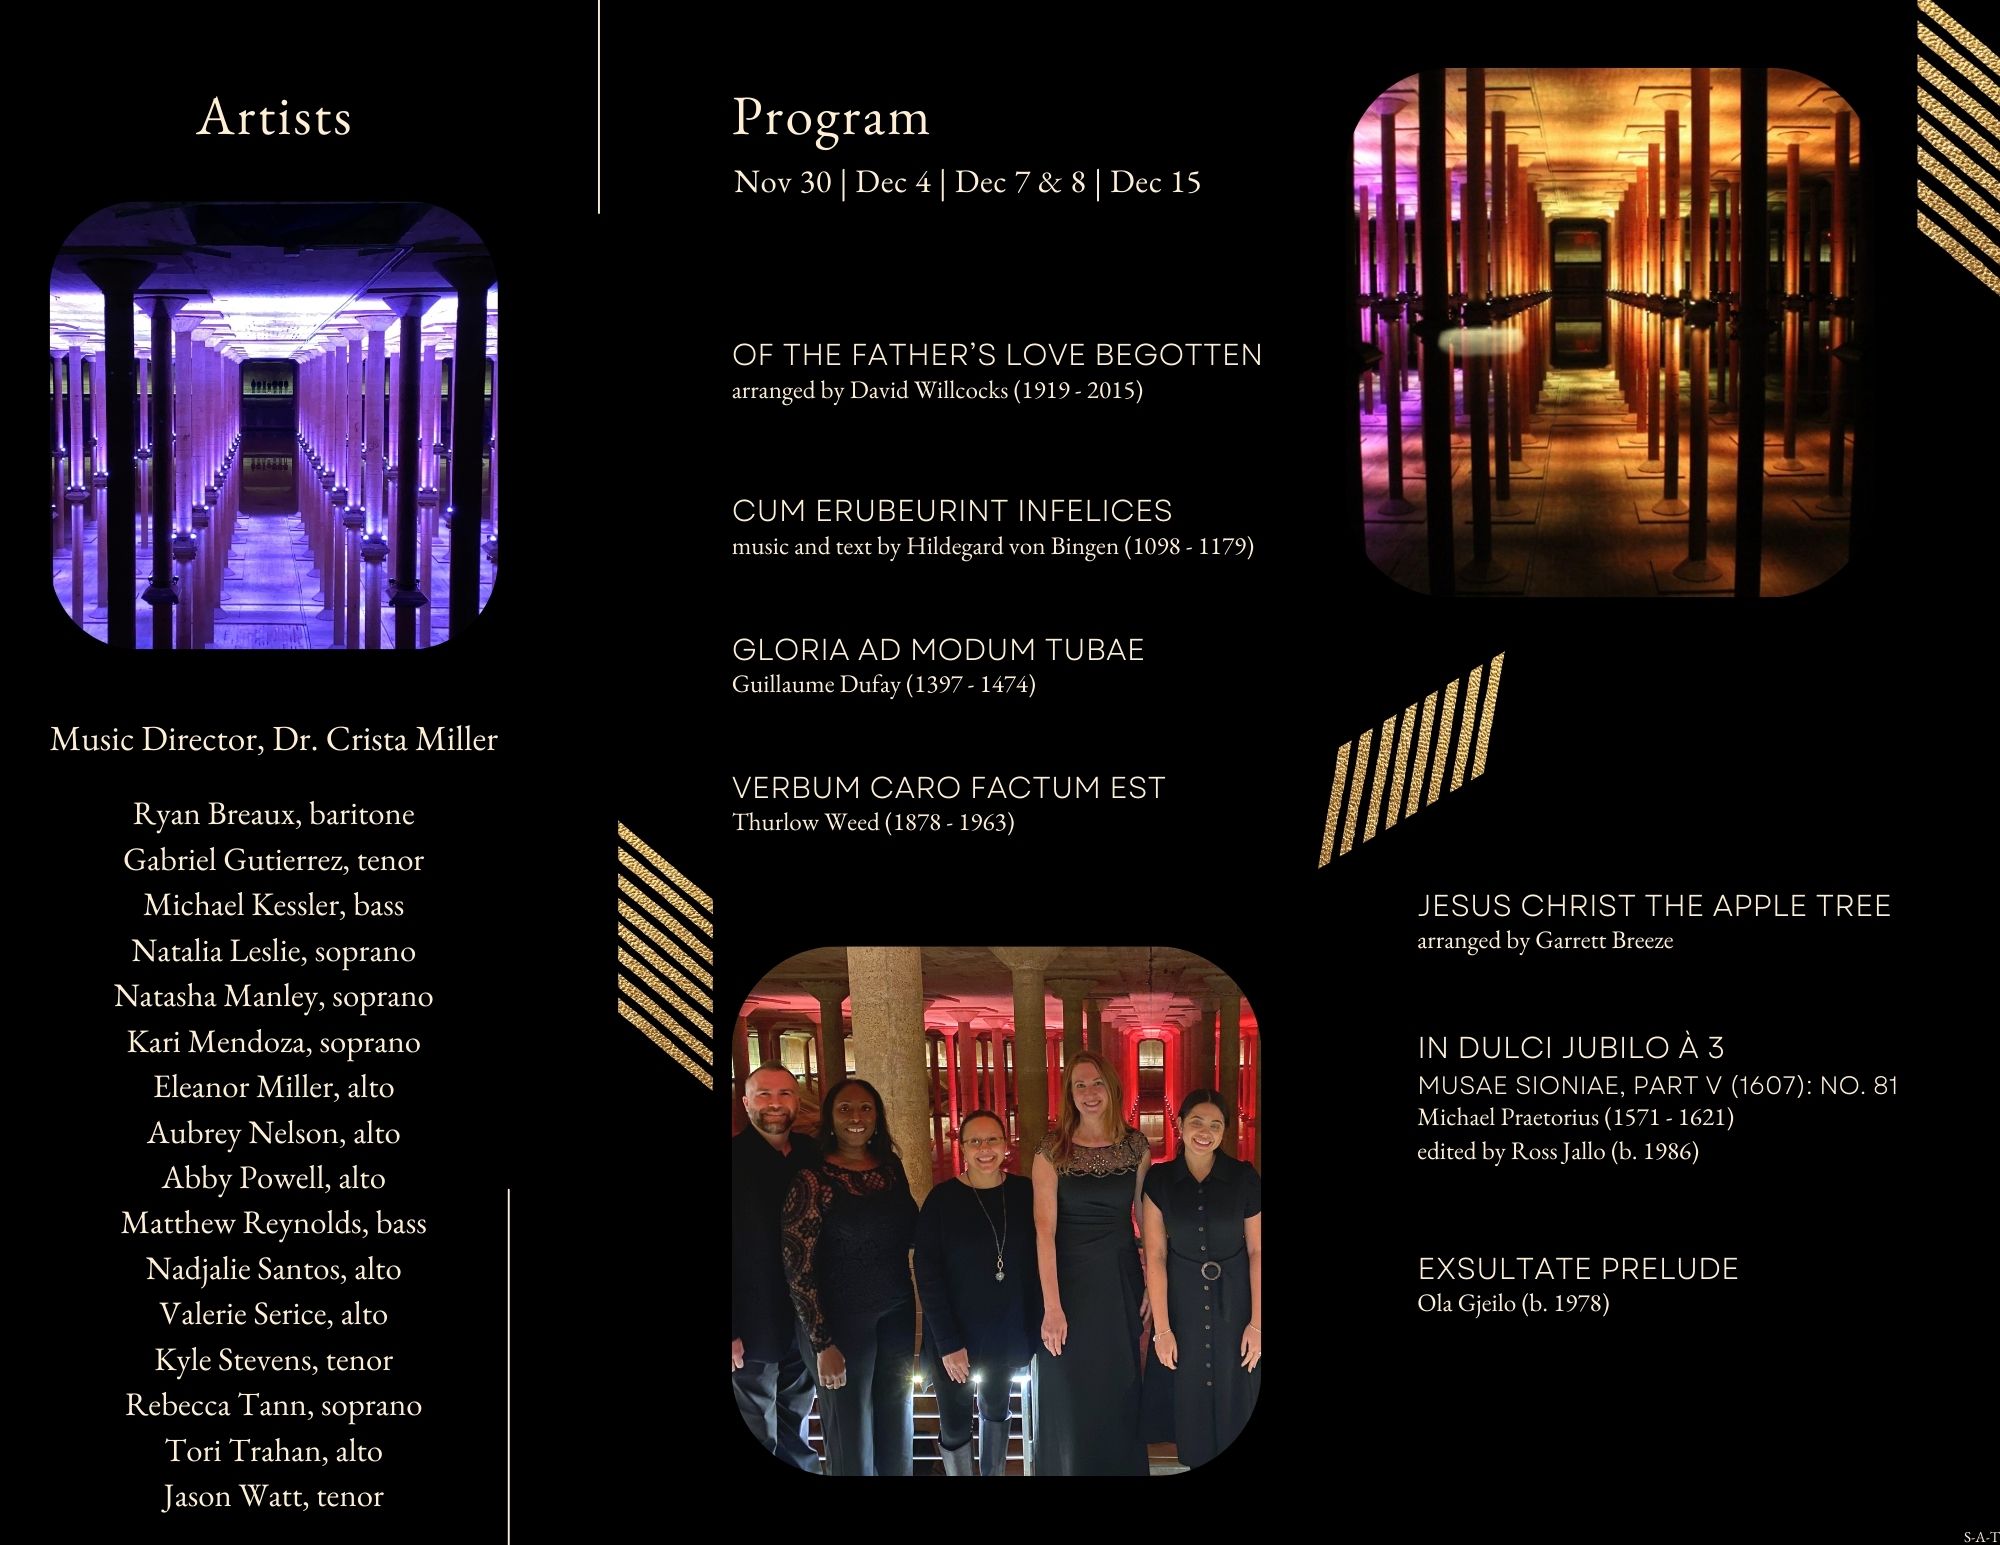 Artists
Music Director, Dr. Crista Miller
Ryan Breaux, baritone
Gabriel Gutierrez, tenor
Michael Kessler, bass
Natalia Leslie, soprano
Natasha Manley, soprano
Kari Mendoza, soprano
Eleanor Miller, alto
Aubrey Nelson, alto
Abby Powell, alto
Matthew Reynolds, bass
Nadjalie Santos, alto
Valerie Serice, alto
Kyle Stevens, tenor
Rebecca Tann, soprano
Tori Trahan, alto
Jason Watt, tenor
Program
Nov 30 | Dec 4 | Dec 7 & 8 | Dec 15
OF THE FATHER’S LOVE BEGOTTEN
arranged by David Willcocks (1919 - 2015)
CUM ERUBEURINT INFELICES
music and text by Hildegard von Bingen (1098 - 1179)
GLORIA AD MODUM TUBAE
Guillaume Dufay (1397 - 1474)
VERBUM CARO FACTUM EST
Thurlow Weed (1878 - 1963)
JESUS CHRIST THE APPLE TREE
arranged by Garrett Breeze
IN DULCI JUBILO À 3
MUSAE SIONIAE, PART V (1607): NO. 81
Michael Praetorius (1571 - 1621)
edited by Ross Jallo (b. 1986)
EXSULTATE PRELUDE
Ola Gjeilo (b. 1978)
S-A-T